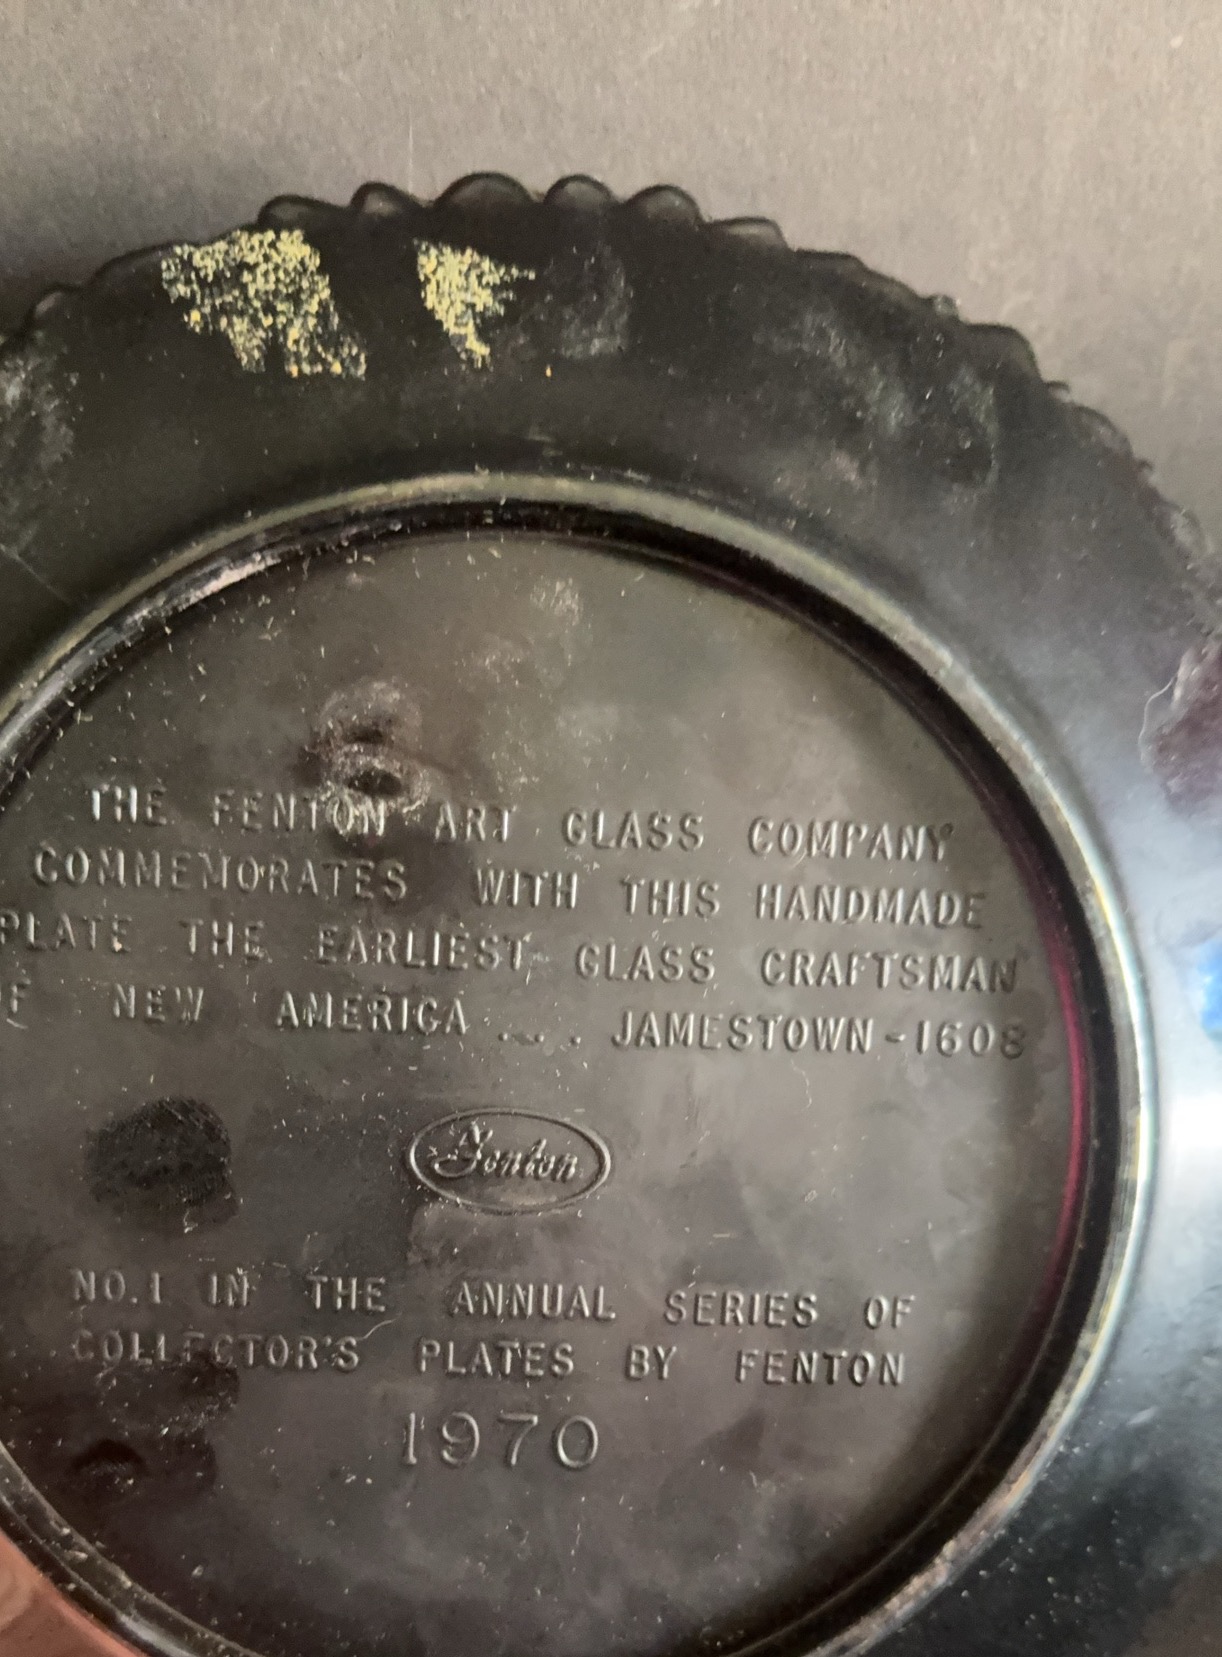 THE FENTON ART GLASS COMPANY
COMMEMORATES WITH THIS HANDMADE
PLATE THE EARLIEST GLASS CRAFTSMAN
OF NEW AMERICA .... JAMESTOWN-1608
Fenton
NO.1 IN THE ANNUAL SERIES OF
COLLECTOR'S PLATES BY FENTON
1970